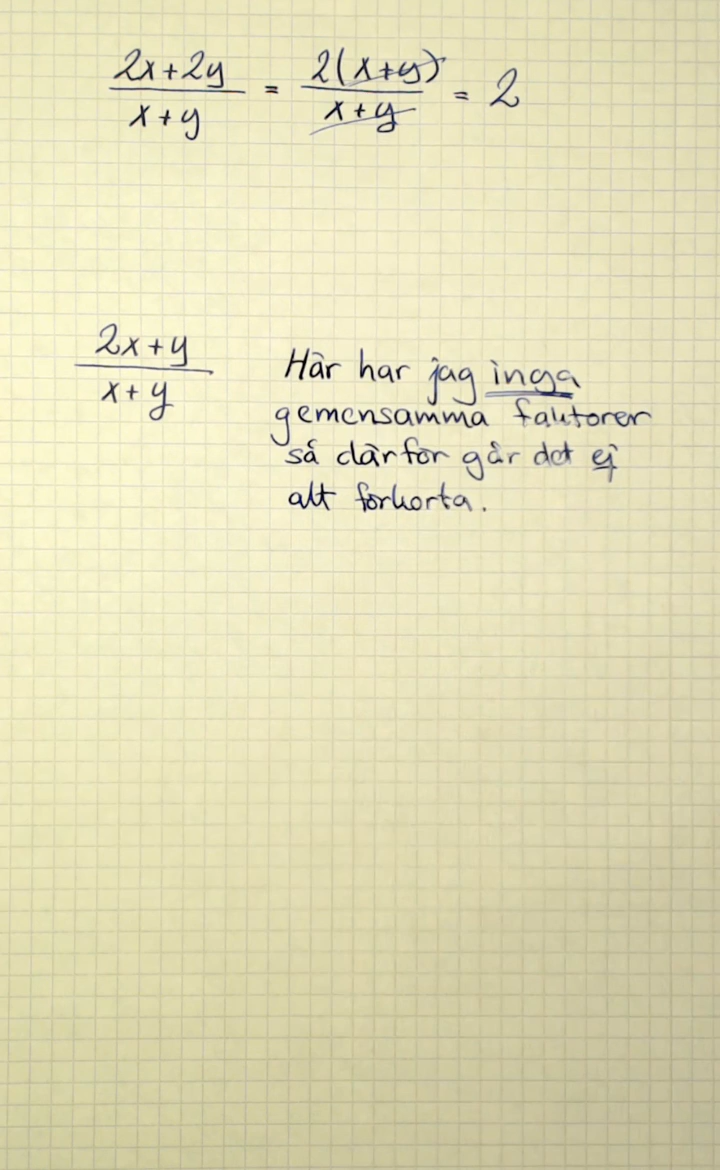 2x+2y / x+y = 2(x+y) / x+y = 2
2x+y / x+y
Här har jag inga
gemensamma faktorer
så därför går det ej
att förkorta.